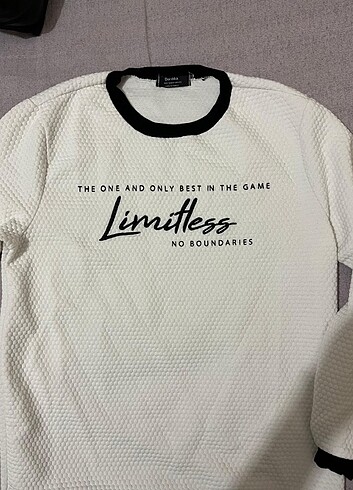 THE ONE AND ONLY BEST IN THE GAME
Limitless
NO BOUNDARIES